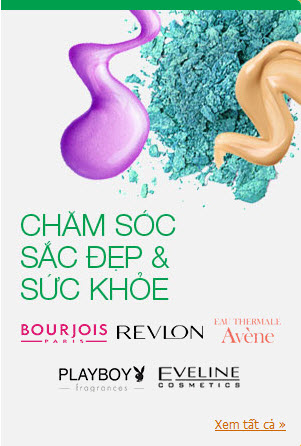 CHĂM SÓC
SẮC ĐẸP &
SỨC KHỎE
BOURJOIS
PARIS
REVLON
EAU THERMALE
Avène
PLAYBOY
fragrances
EVELINE
COSMETICS
Xem tất cả »